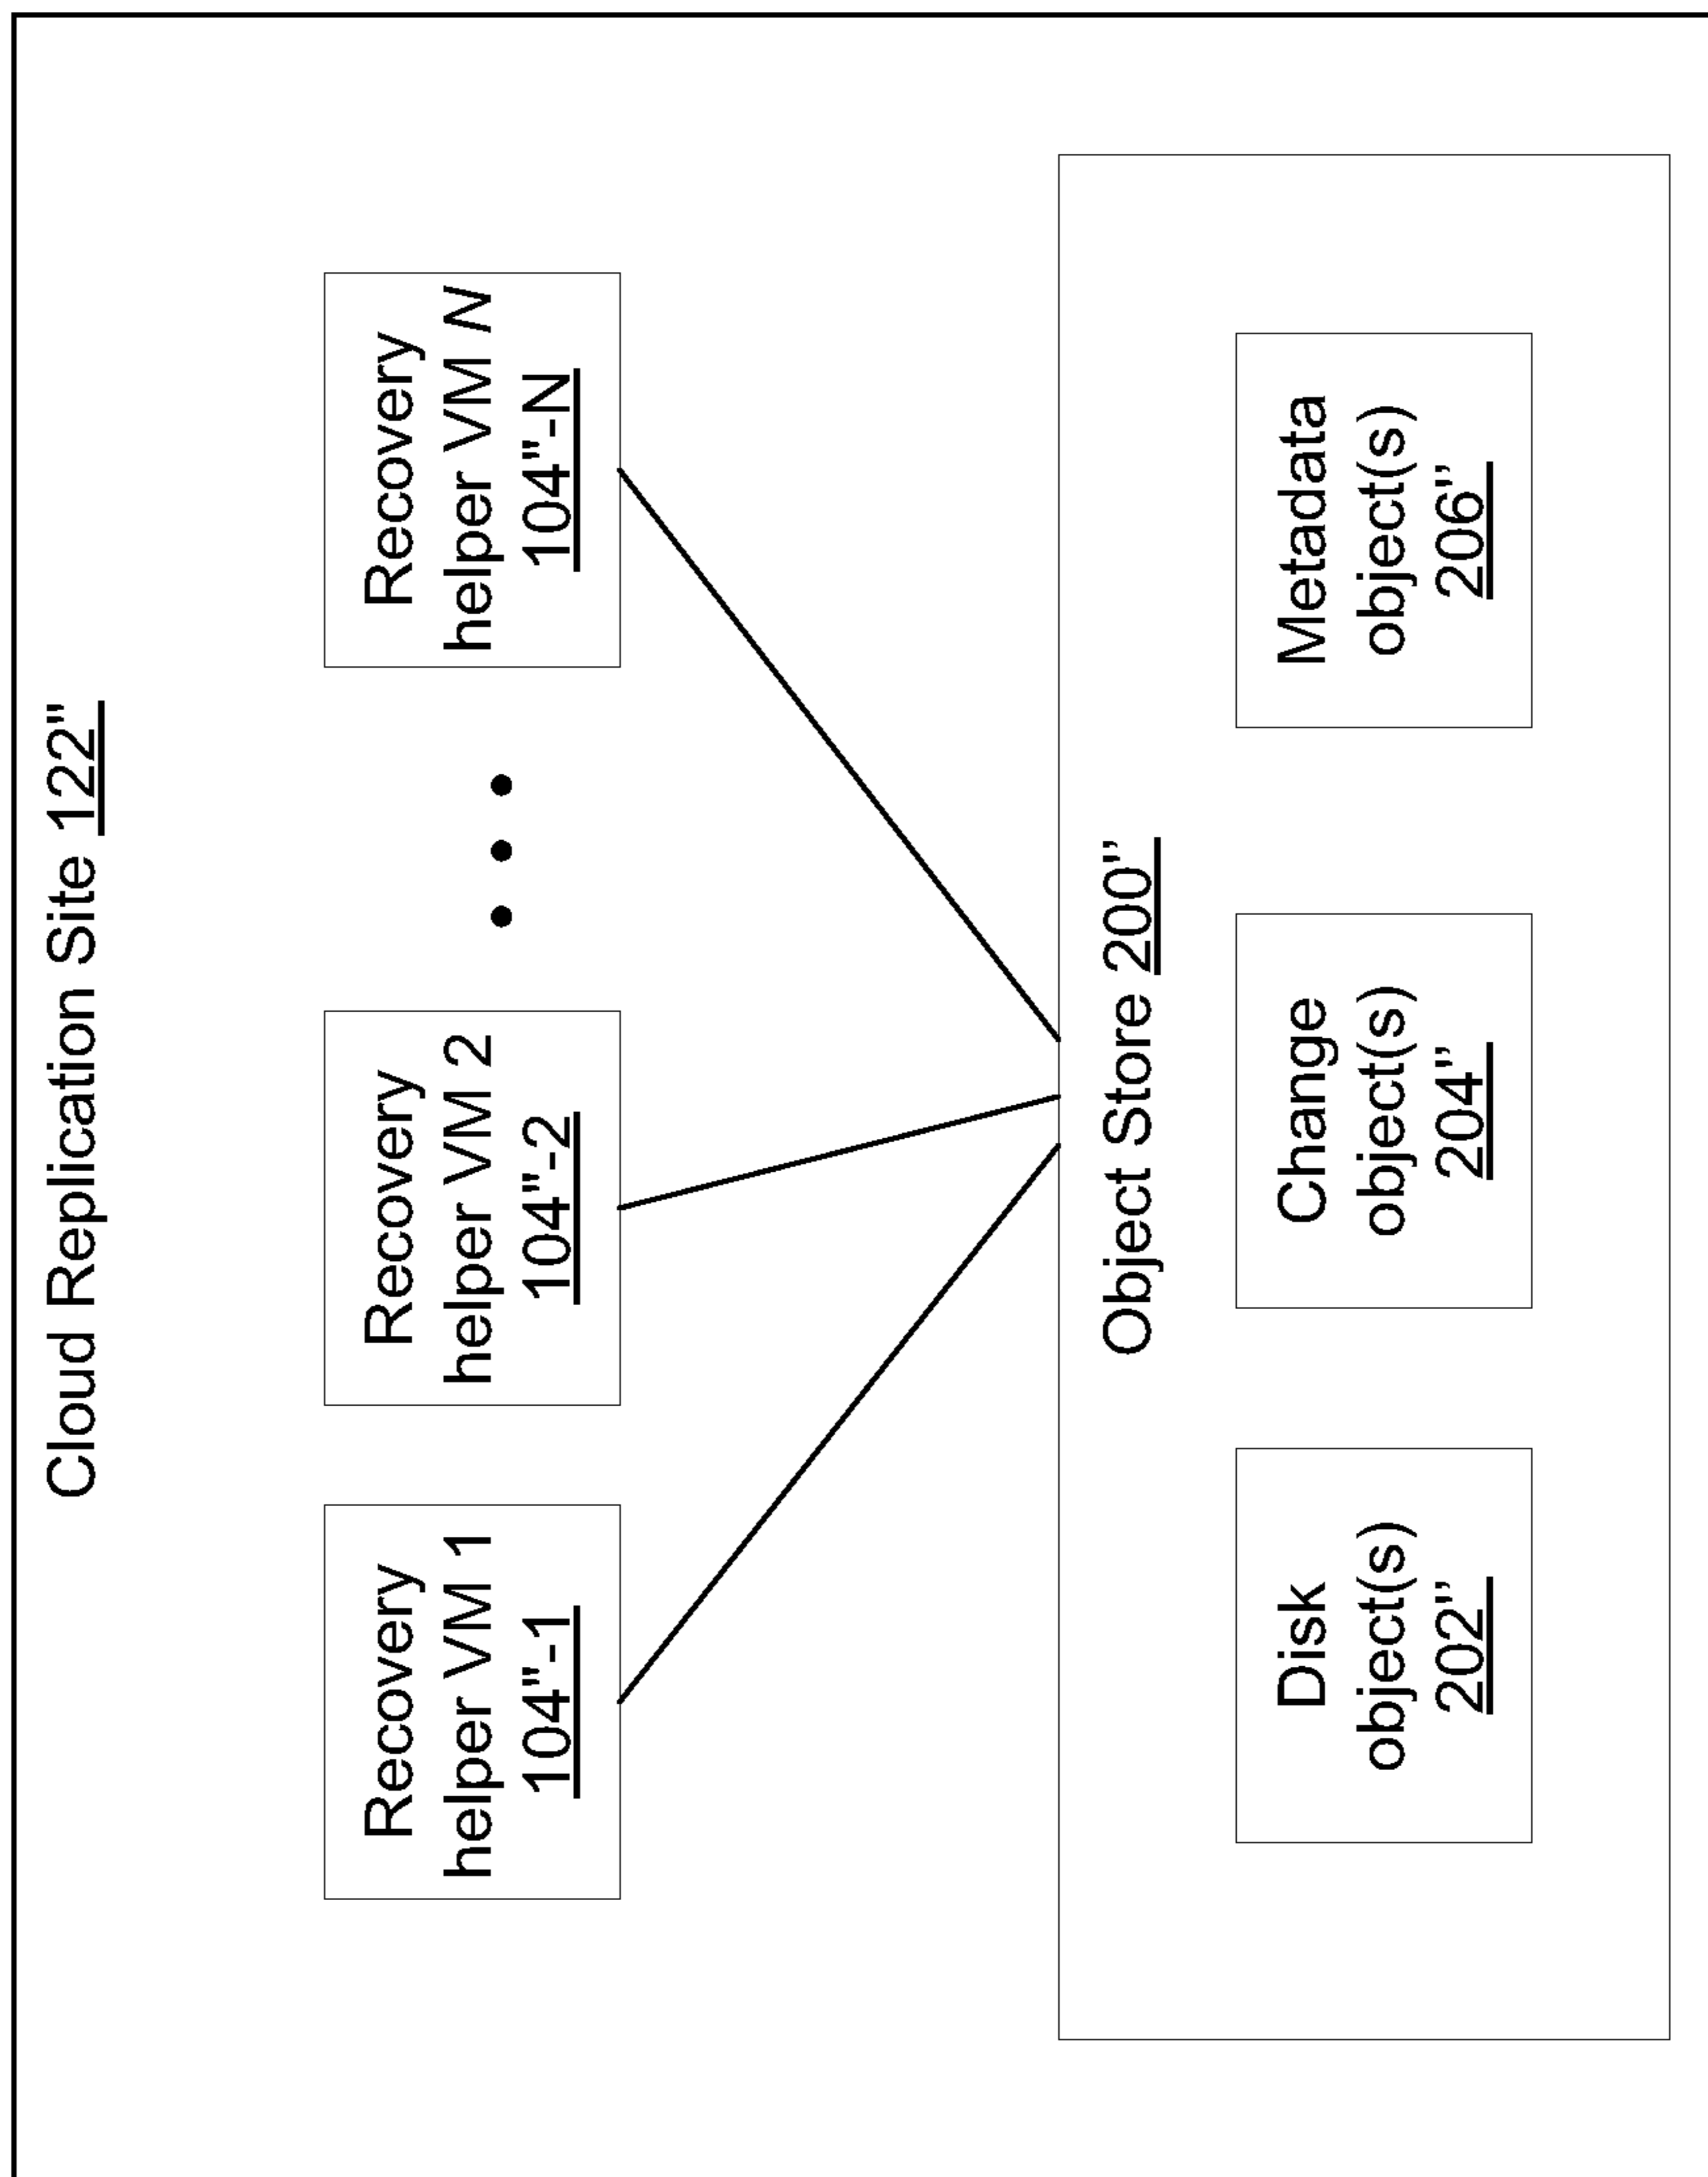 Cloud Replication Site 122"
Recovery
helper VM 1
104"-1
Recovery
helper VM 2
104"-2
Recovery
helper VM N
104"-N
Object Store 200”
Disk
object(s)
202”
Change
object(s)
204”
Metadata
object(s)
206”